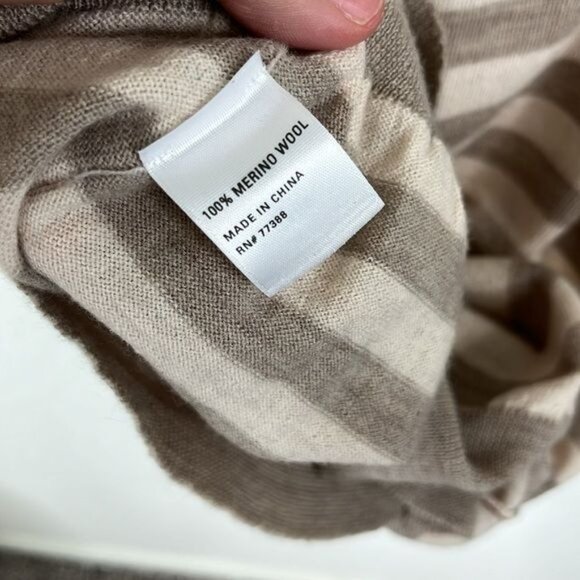 100% MERINO WOOL
MADE IN CHINA
RN# 77388